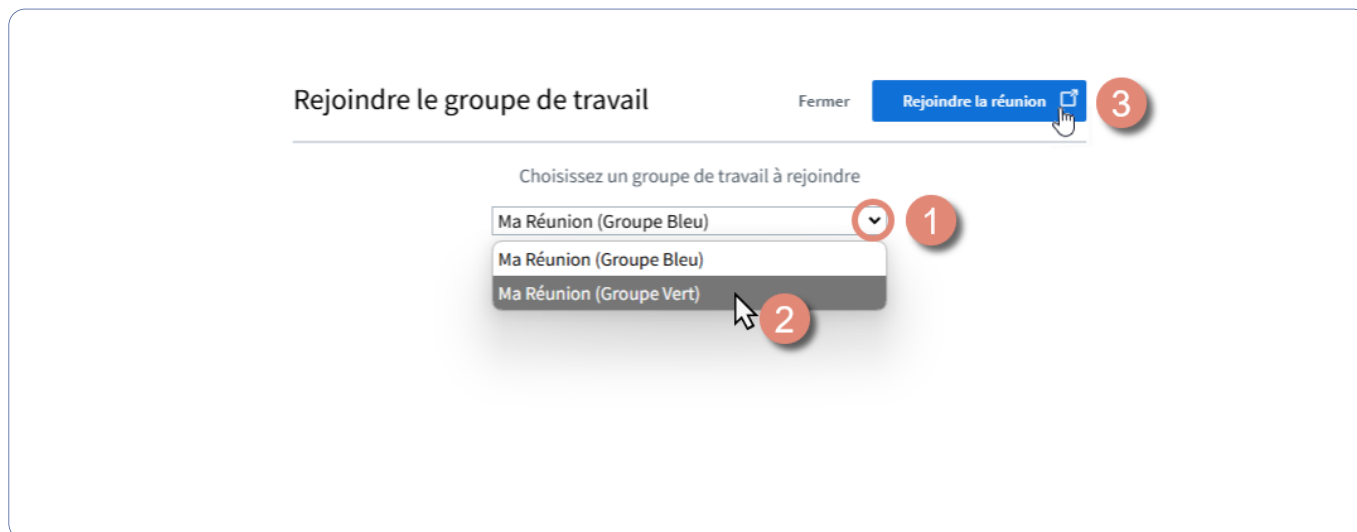 Rejoindre le groupe de travail
Fermer
Rejoindre la réunion
3
Choisissez un groupe de travail à rejoindre
Ma Réunion (Groupe Bleu)
1
Ma Réunion (Groupe Bleu)
Ma Réunion (Groupe Vert)
2